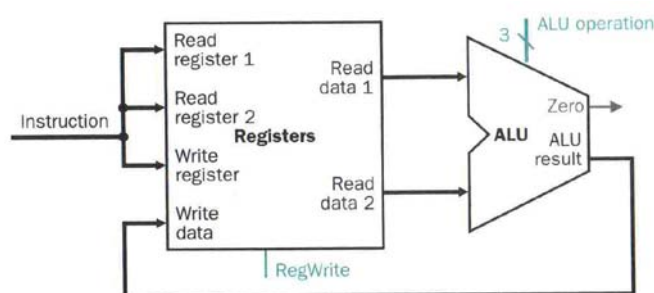 Instruction
Read
register 1
Read
register 2
Registers
Write
register
Write
data
Read
data 1
Read
data 2
RegWrite
3
ALU operation
Zero
ALU
ALU
result